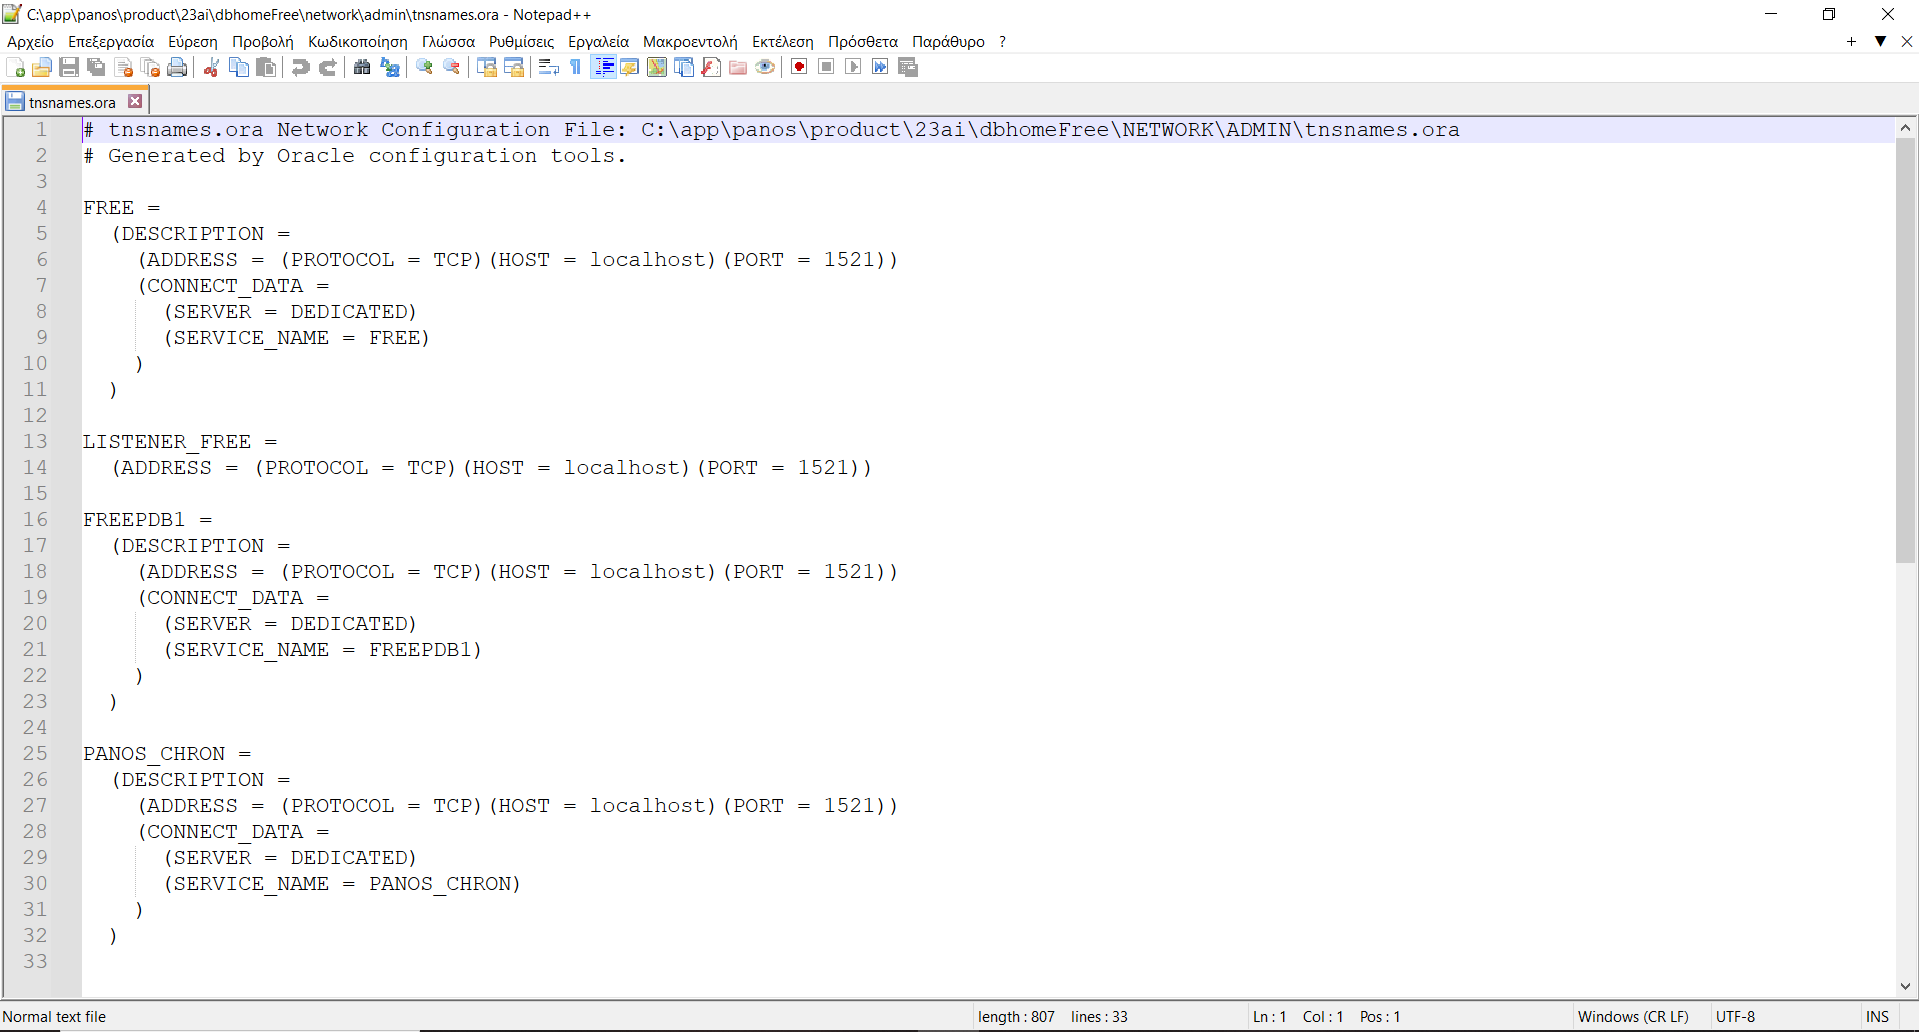 C:\app\panos\product\23ai\dbhomeFree\network\admin\tnsnames.ora - Notepad++
Αρχείο Επεξεργασία Εύρεση Προβολή Κωδικοποίηση Γλώσσα Ρυθμίσεις Εργαλεία Μακροεντολή Εκτέλεση Πρόσθετα Παράθυρο ?
tnsnames.ora
1 # tnsnames.ora Network Configuration File: C:\app\panos\product\23ai\dbhomeFree\NETWORK\ADMIN\tnsnames.ora
2 # Generated by Oracle configuration tools.
3
4 FREE =
5 (DESCRIPTION =
6 (ADDRESS = (PROTOCOL = TCP)(HOST = localhost)(PORT = 1521))
7 (CONNECT_DATA =
8 (SERVER = DEDICATED)
9 (SERVICE_NAME = FREE)
10 )
11 )
12
13 LISTENER_FREE =
14 (ADDRESS = (PROTOCOL = TCP)(HOST = localhost)(PORT = 1521))
15
16 FREEPDB1 =
17 (DESCRIPTION =
18 (ADDRESS = (PROTOCOL = TCP)(HOST = localhost)(PORT = 1521))
19 (CONNECT_DATA =
20 (SERVER = DEDICATED)
21 (SERVICE_NAME = FREEPDB1)
22 )
23 )
24
25 PANOS_CHRON =
26 (DESCRIPTION =
27 (ADDRESS = (PROTOCOL = TCP)(HOST = localhost)(PORT = 1521))
28 (CONNECT_DATA =
29 (SERVER = DEDICATED)
30 (SERVICE_NAME = PANOS_CHRON)
31 )
32 )
33
Normal text file length : 807 lines : 33 Ln : 1 Col : 1 Pos : 1 Windows (CR LF) UTF-8 INS